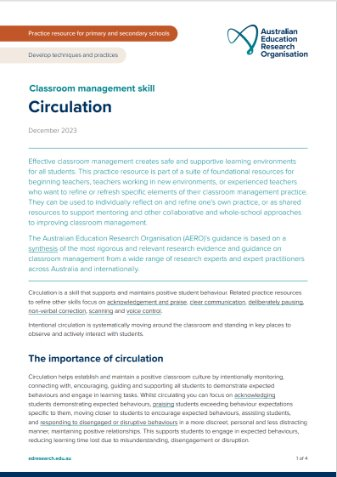 Practice resource for primary and secondary schools
Develop techniques and practices
Australian
Education
Research
Organisation
Classroom management skill
Circulation
December 2023
Effective classroom management creates safe and supportive learning environments
for all students. This practice resource is part of a suite of foundational resources for
beginning teachers, teachers working in new environments, or experienced teachers
who want to refine or refresh specific elements of their classroom management practice.
They can be used to individually reflect on and refine one's own practice, or as shared
resources to support mentoring and other collaborative and whole-school approaches
to improving classroom management.
The Australian Education Research Organisation (AERO)'s guidance is based on a
synthesis of the most rigorous and relevant research evidence and guidance on
classroom management from a wide range of research experts and expert practitioners
across Australia and internationally.
Circulation is a skill that supports and maintains positive student behaviour. Related practice resources
to refine other skills focus on acknowledgement and praise, clear communication, deliberately pausing,
non-verbal correction, scanning and voice control.
Intentional circulation is systematically moving around the classroom and standing in key places to
observe and actively interact with students.
The importance of circulation
Circulation helps establish and maintain a positive classroom culture by intentionally monitoring,
connecting with, encouraging, guiding and supporting all students to demonstrate expected
behaviours and engage in learning tasks. Whilst circulating you can focus on acknowledging
students demonstrating expected behaviours, praising students exceeding behaviour expectations
specific to them, moving closer to students to encourage expected behaviours, assisting students,
and responding to disengaged or disruptive behaviours in a more discreet, personal and less distracting
manner, maintaining positive relationships. This supports students to engage in expected behaviours,
reducing learning time lost due to misunderstanding, disengagement or disruption.
edresearch.edu.au
1 of 4